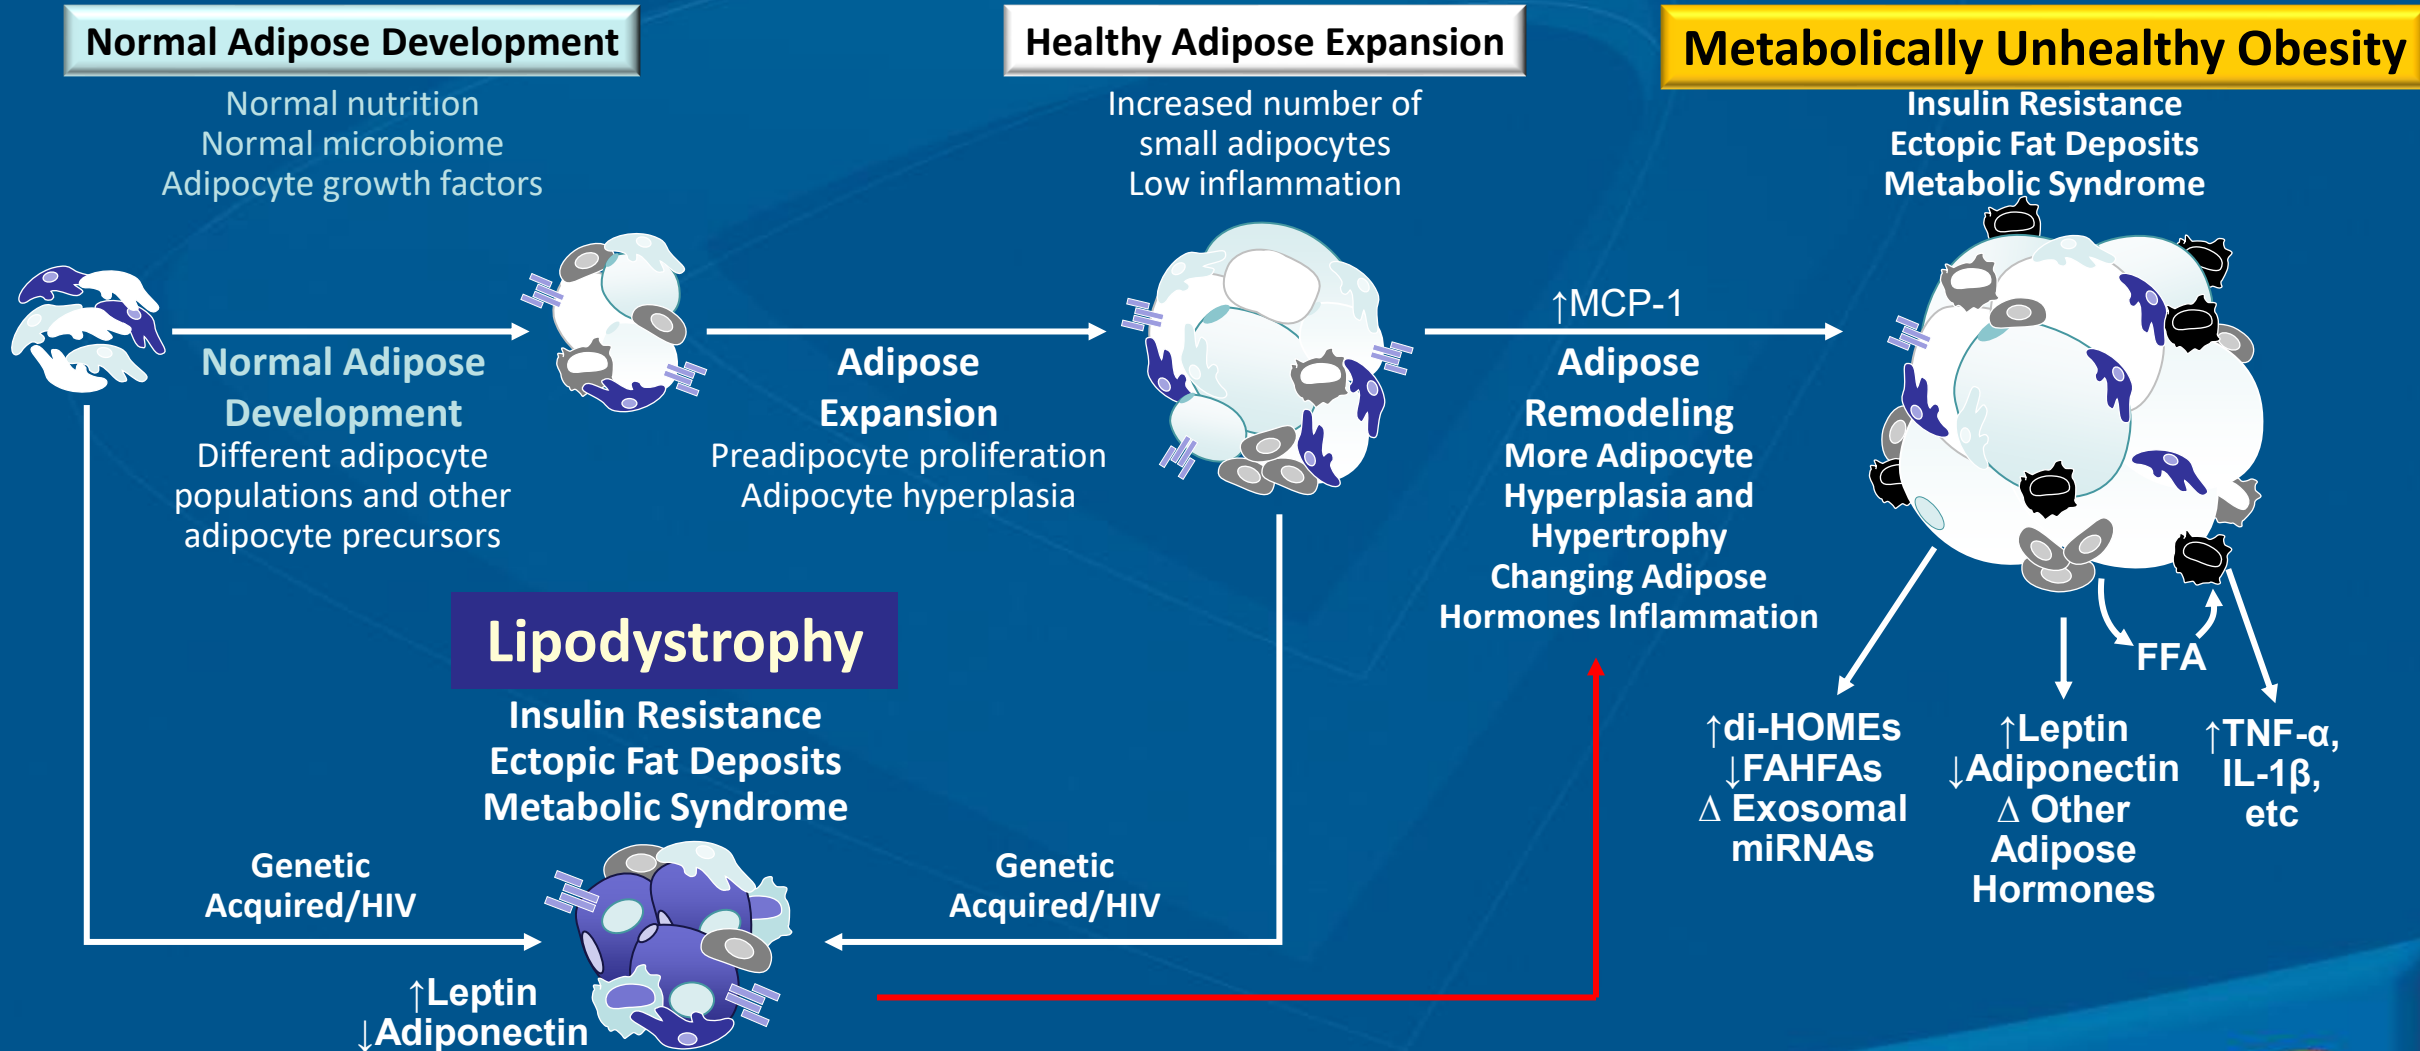 Normal Adipose Development
Normal nutrition
Normal microbiome
Adipocyte growth factors
Healthy Adipose Expansion
Increased number of
small adipocytes
Low inflammation
Metabolically Unhealthy Obesity
Insulin Resistance
Ectopic Fat Deposits
Metabolic Syndrome
Normal Adipose
Development
Different adipocyte
populations and other
adipocyte precursors
Adipose
Expansion
Preadipocyte proliferation
Adipocyte hyperplasia
↑MCP-1
Adipose
Remodeling
More Adipocyte
Hyperplasia and
Hypertrophy
Changing Adipose
Hormones Inflammation
Lipodystrophy
Insulin Resistance
Ectopic Fat Deposits
Metabolic Syndrome
Genetic
Acquired/HIV
Genetic
Acquired/HIV
↑Leptin
↓Adiponectin
FFA
↑di-HOMEs
↓FAHFAs
Δ Exosomal
miRNAs
↑Leptin
↓Adiponectin
Δ Other
Adipose
Hormones
↑TNF-α,
IL-1β,
etc